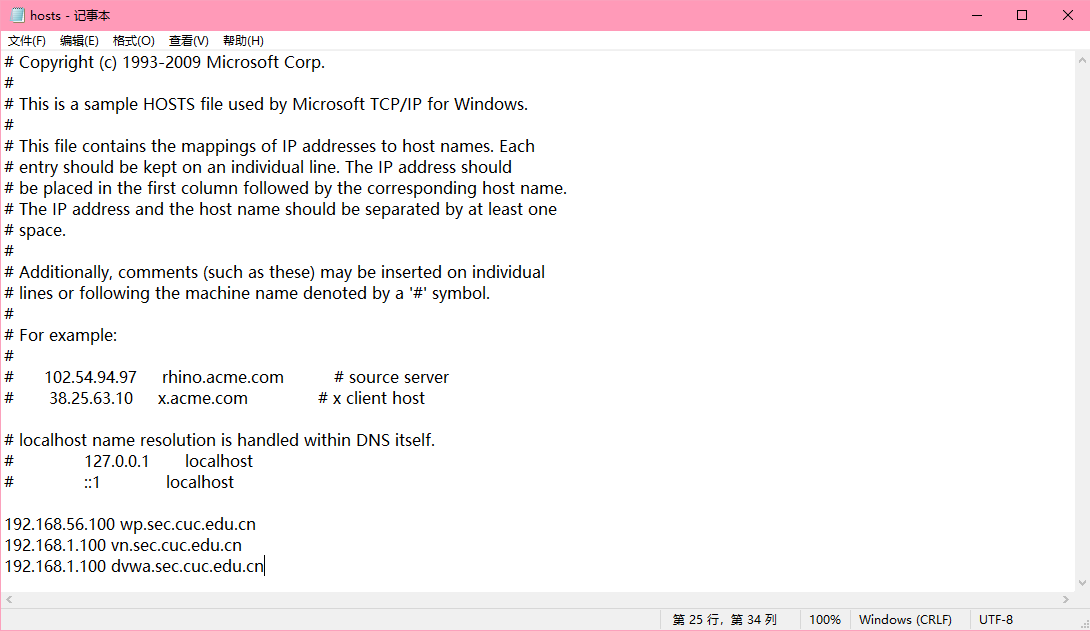 hosts - 记事本
文件(F) 编辑(E) 格式(O) 查看(V) 帮助(H)
# Copyright (c) 1993-2009 Microsoft Corp.
#
# This is a sample HOSTS file used by Microsoft TCP/IP for Windows.
#
# This file contains the mappings of IP addresses to host names. Each
# entry should be kept on an individual line. The IP address should
# be placed in the first column followed by the corresponding host name.
# The IP address and the host name should be separated by at least one
# space.
#
# Additionally, comments (such as these) may be inserted on individual
# lines or following the machine name denoted by a '#' symbol.
#
# For example:
#
#      102.54.94.97     rhino.acme.com          # source server
#       38.25.63.10     x.acme.com              # x client host

# localhost name resolution is handled within DNS itself.
#              127.0.0.1       localhost
#              ::1             localhost

192.168.56.100 wp.sec.cuc.edu.cn
192.168.1.100 vn.sec.cuc.edu.cn
192.168.1.100 dvwa.sec.cuc.edu.cn
第 25 行，第 34 列 100% Windows (CRLF) UTF-8